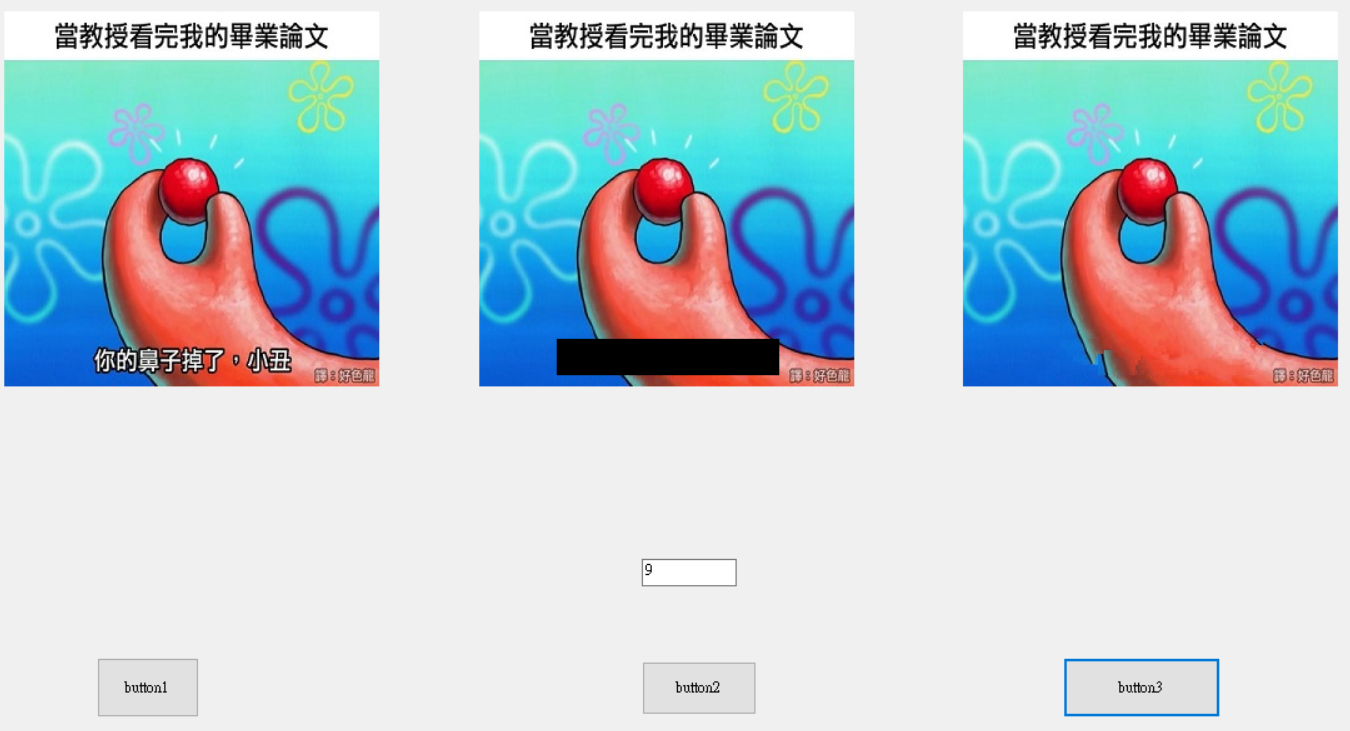 當教授看完我的畢業論文
你的鼻子掉了，小丑
譯：好色龍
當教授看完我的畢業論文
譯：好色龍
當教授看完我的畢業論文
譯：好色龍
9
button1
button2
button3